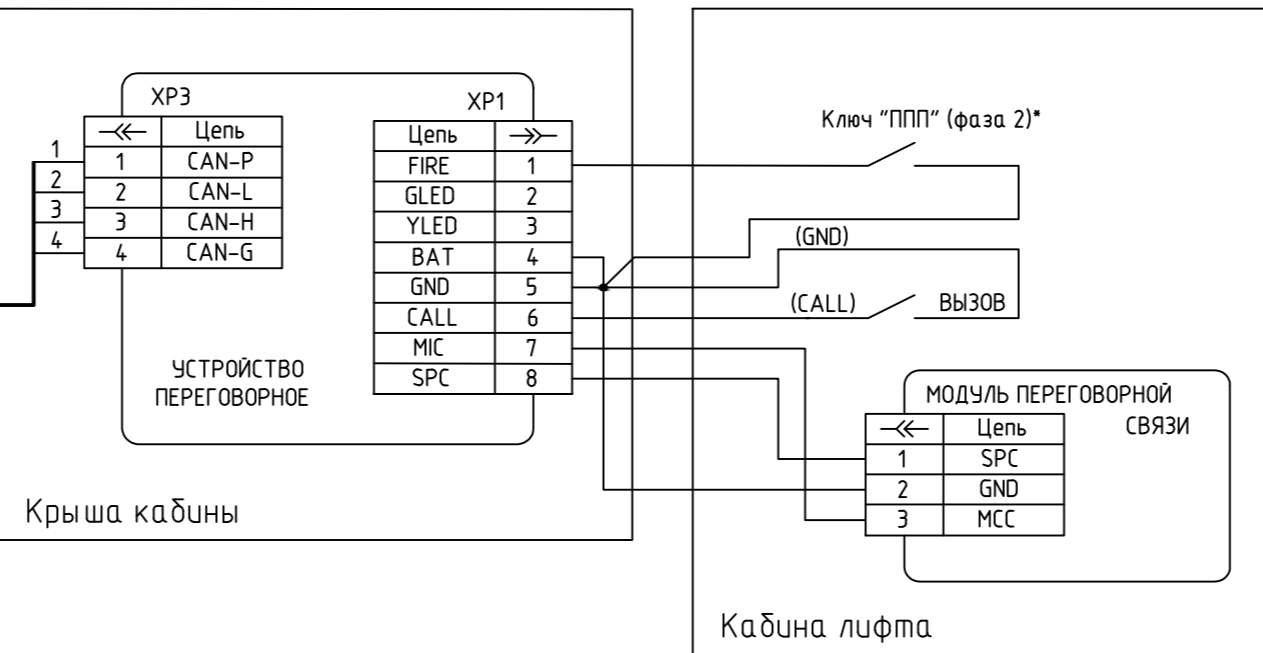 XP3
Цепь
1 1 CAN-P
2 2 CAN-L
3 3 CAN-H
4 4 CAN-G
XP1
Цепь
FIRE 1
GLED 2
YLED 3
BAT 4
GND 5
CALL 6
MIC 7
SPC 8
УСТРОЙСТВО
ПЕРЕГОВОРНОЕ
Крыша кабины
Ключ "ППП" (фаза 2)*
(GND)
(CALL) ВЫЗОВ
МОДУЛЬ ПЕРЕГОВОРНОЙ
СВЯЗИ
Цепь
1 SPC
2 GND
3 MCC
Кабина лифта